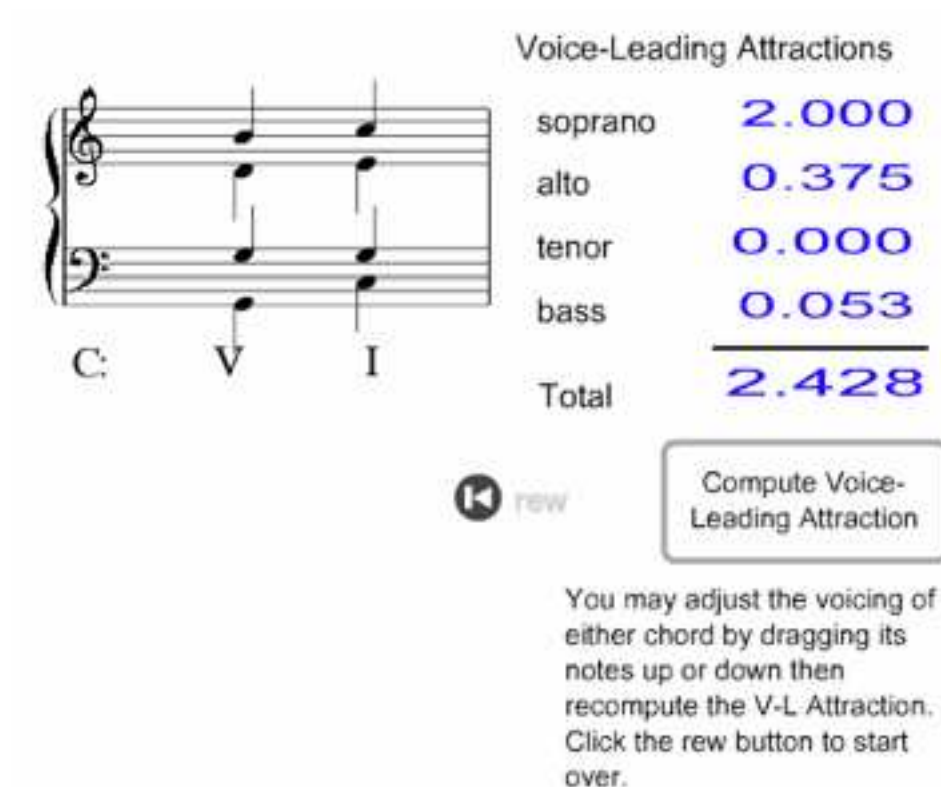 Voice-Leading Attractions
soprano 2.000
alto 0.375
tenor 0.000
bass 0.053
C: V I
Total 2.428
rew
Compute Voice-
Leading Attraction
You may adjust the voicing of
either chord by dragging its
notes up or down then
recompute the V-L Attraction.
Click the rew button to start
over.